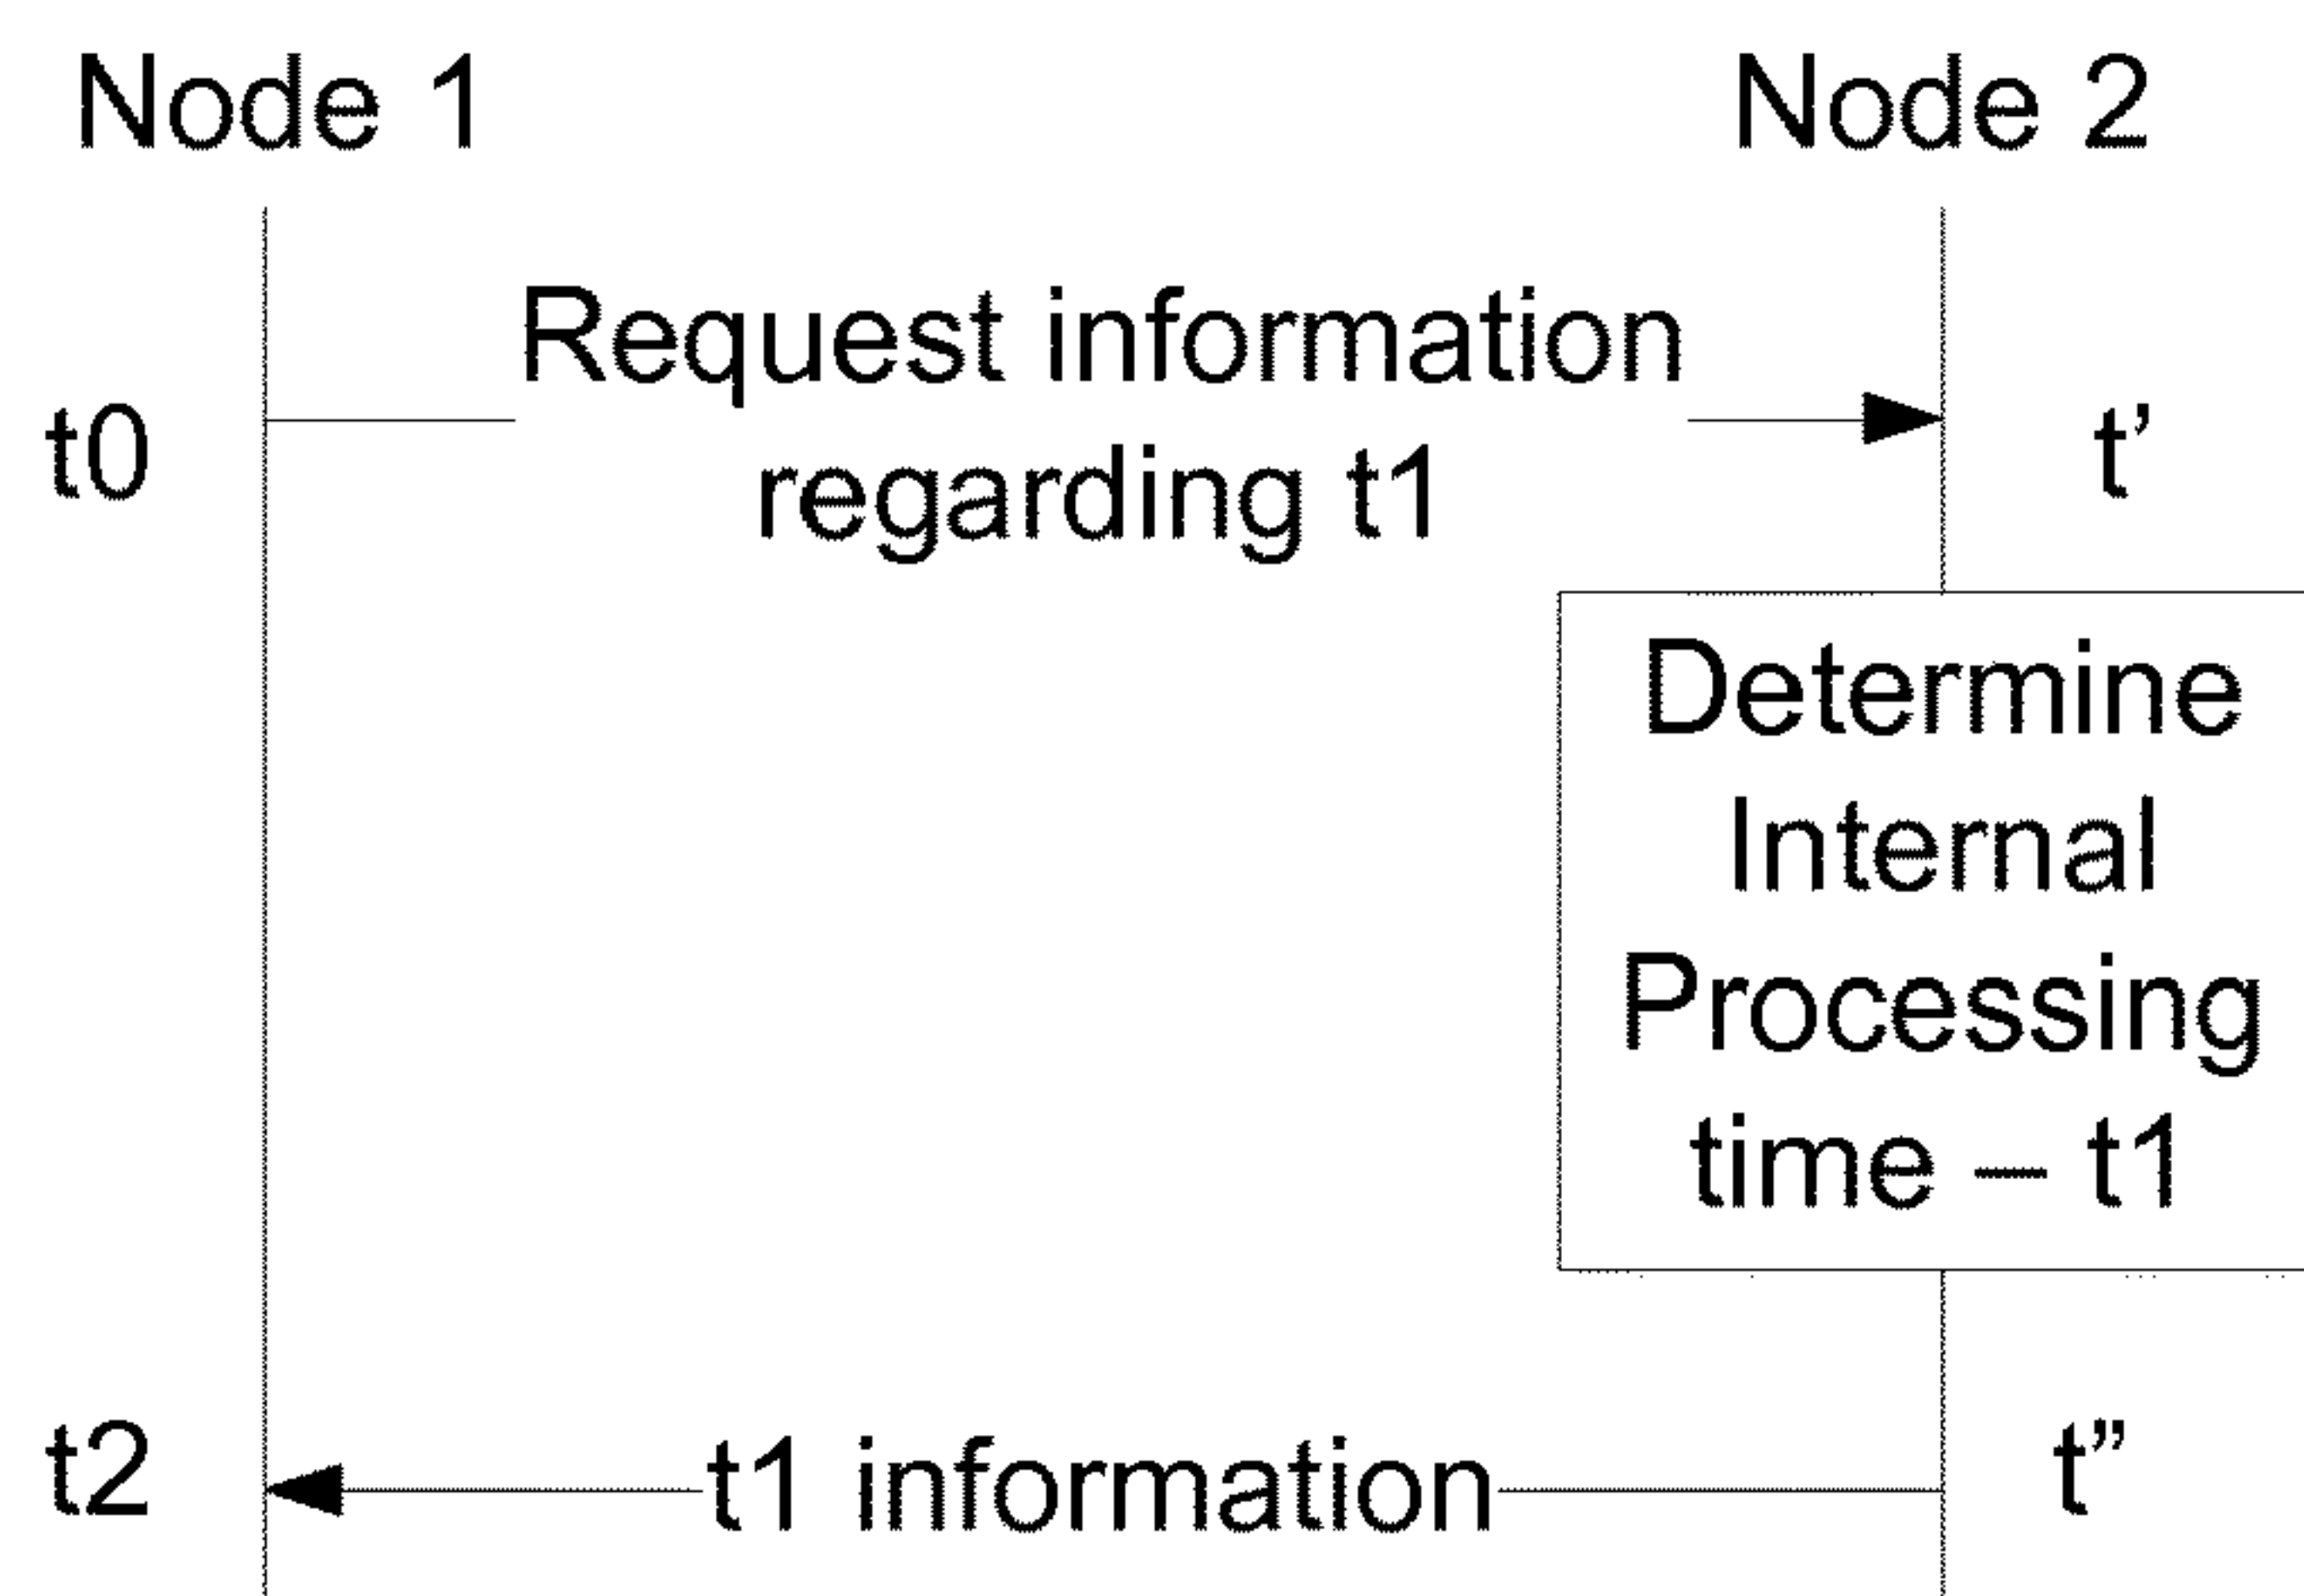 Node 1
Node 2
Request information
regarding t1
t0
t’
Determine
Internal
Processing
time – t1
t2
t1 information
t”